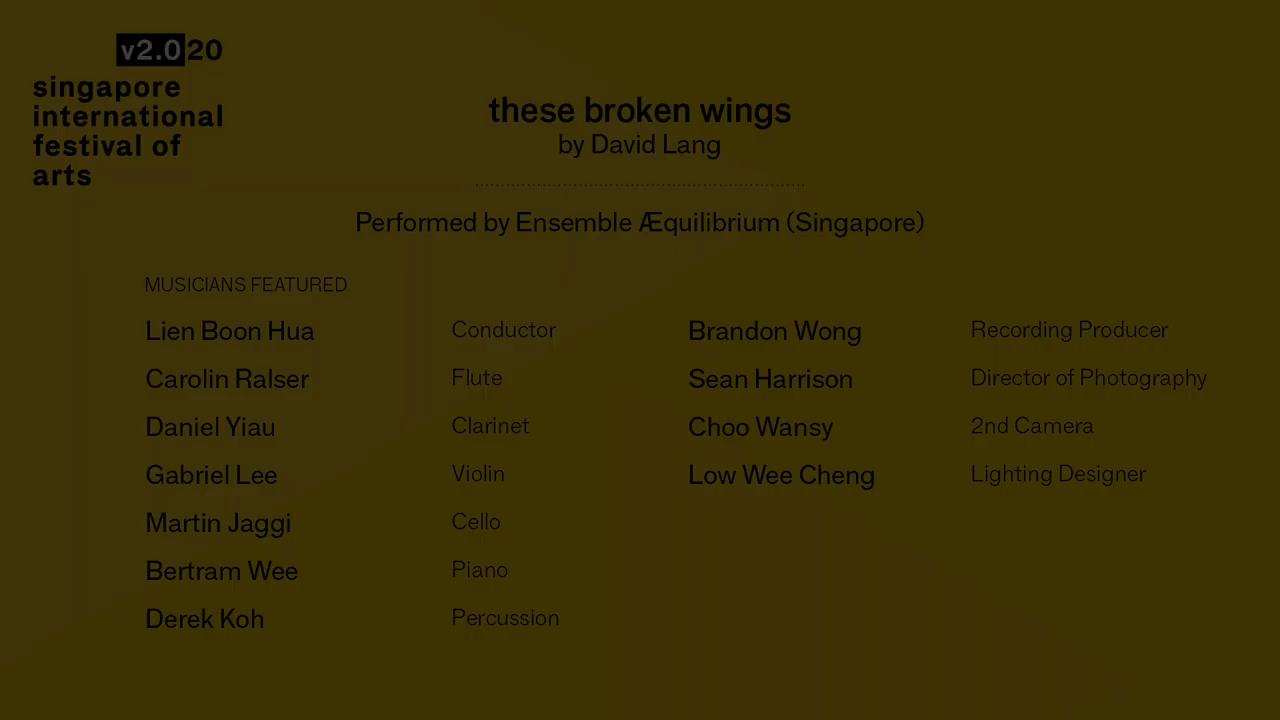 v2.020
singapore
international
festival of
arts
these broken wings
by David Lang
Performed by Ensemble Æquilibrium (Singapore)
MUSICIANS FEATURED
Lien Boon Hua Conductor
Carolin Ralser Flute
Daniel Yiau Clarinet
Gabriel Lee Violin
Martin Jaggi Cello
Bertram Wee Piano
Derek Koh Percussion
Brandon Wong Recording Producer
Sean Harrison Director of Photography
Choo Wansy 2nd Camera
Low Wee Cheng Lighting Designer